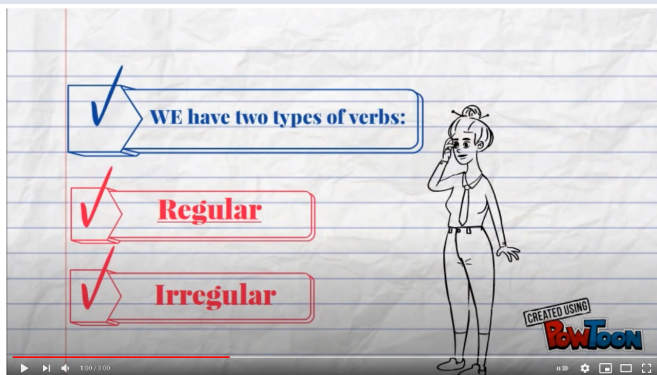 WE have two types of verbs:
Regular
Irregular
CREATED USING
POWTOON
1:00 / 3:00